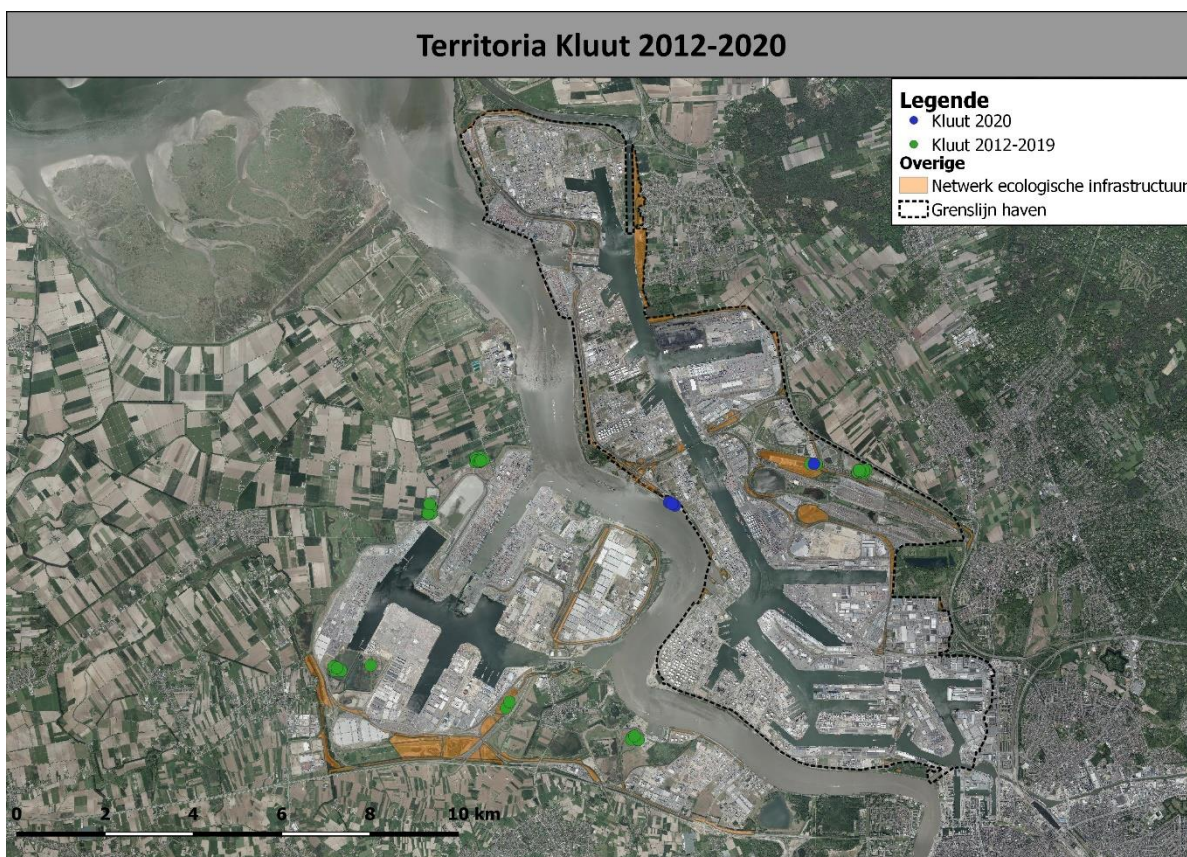 Territoria Kluut 2012-2020
Legende
Kluut 2020
Kluut 2012-2019
Overige
Netwerk ecologische infrastructuur
Grenslijn haven
0 2 4 6 8 10 km